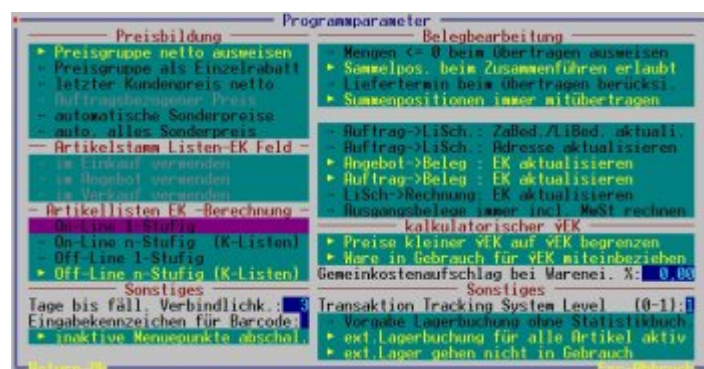 Programmparameter
Preisbildung
► Preisgruppe netto ausweisen
- Preisgruppe als Einzelrabatt
- letzter Kundenpreis netto
- Auftragsbezogener Preis
- automatische Sonderpreise
- auto. alles Sonderpreis
Artikelstamm Listen-EK Feld
- im Einkauf verwenden
- im Angebot verwenden
- im Verkauf verwenden
Artikellisten EK -Berechnung
- On-Line 1-Stufig
- On-Line n-Stufig (K-Listen)
- Off-Line 1-Stufig
► Off-Line n-Stufig (K-Listen)
Sonstiges
Tage bis fäll. Verbindlichk.: 3
Eingabekennzeichen für Barcode:
► inaktive Menuepunkte abschal.
Belegbearbeitung
- Mengen <= 0 beim Übertragen ausweisen
► Sammelpos. beim Zusammenführen erlaubt
- Liefertermin beim Übertragen berücksi.
► Summenpositionen immer mitübertragen
- Auftrag->LiSch.: ZaBed./LiBed. aktuali.
- Auftrag->LiSch.: Adresse aktualisieren
► Angebot->Beleg : EK aktualisieren
► Auftrag->Beleg : EK aktualisieren
- LiSch->Rechnung: EK aktualisieren
- Ausgangsbelege immer incl. MwSt rechnen
kalkulatorischer ÿEK
► Preise kleiner ÿEK auf ÿEK begrenzen
► Ware in Gebrauch für ÿEK miteinbeziehen
Gemeinkostenaufschlag bei Warenei. %: 0,00
Sonstiges
Transaktion Tracking System Level (0-1):
- Vorgabe Lagerbuchung ohne Statistikbuch.
► ext.Lagerbuchung für alle Artikel aktiv
► ext.Lager gehen nicht in Gebrauch